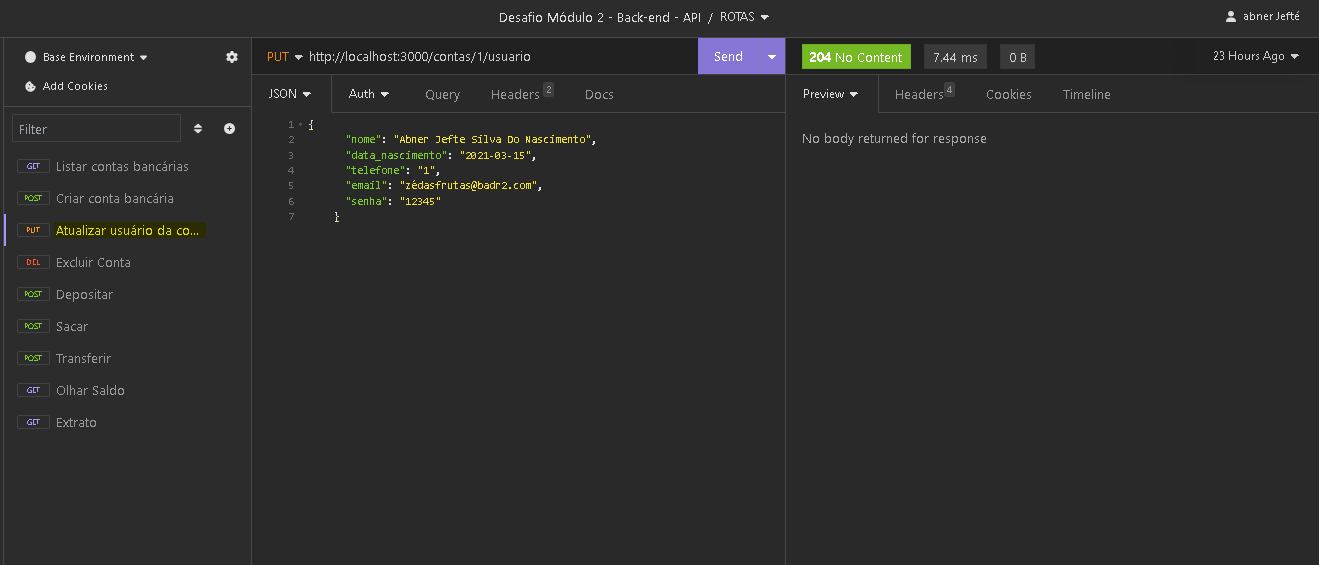 Desafio Módulo 2 - Back-end - API / ROTAS
abner Jefté
Base Environment
Add Cookies
Filter
GET Listar contas bancárias
POST Criar conta bancária
PUT Atualizar usuário da co...
DEL Excluir Conta
POST Depositar
POST Sacar
POST Transferir
GET Olhar Saldo
GET Extrato
PUT http://localhost:3000/contas/1/usuario Send
JSON Auth Query Headers 2 Docs
1 {
2 "nome": "Abner Jefte Silva Do Nascimento",
3 "data_nascimento": "2021-03-15",
4 "telefone": "1",
5 "email": "zédasfrutas@badr2.com",
6 "senha": "12345"
7 }
204 No Content 7.44 ms 0 B 23 Hours Ago
Preview Headers 4 Cookies Timeline
No body returned for response